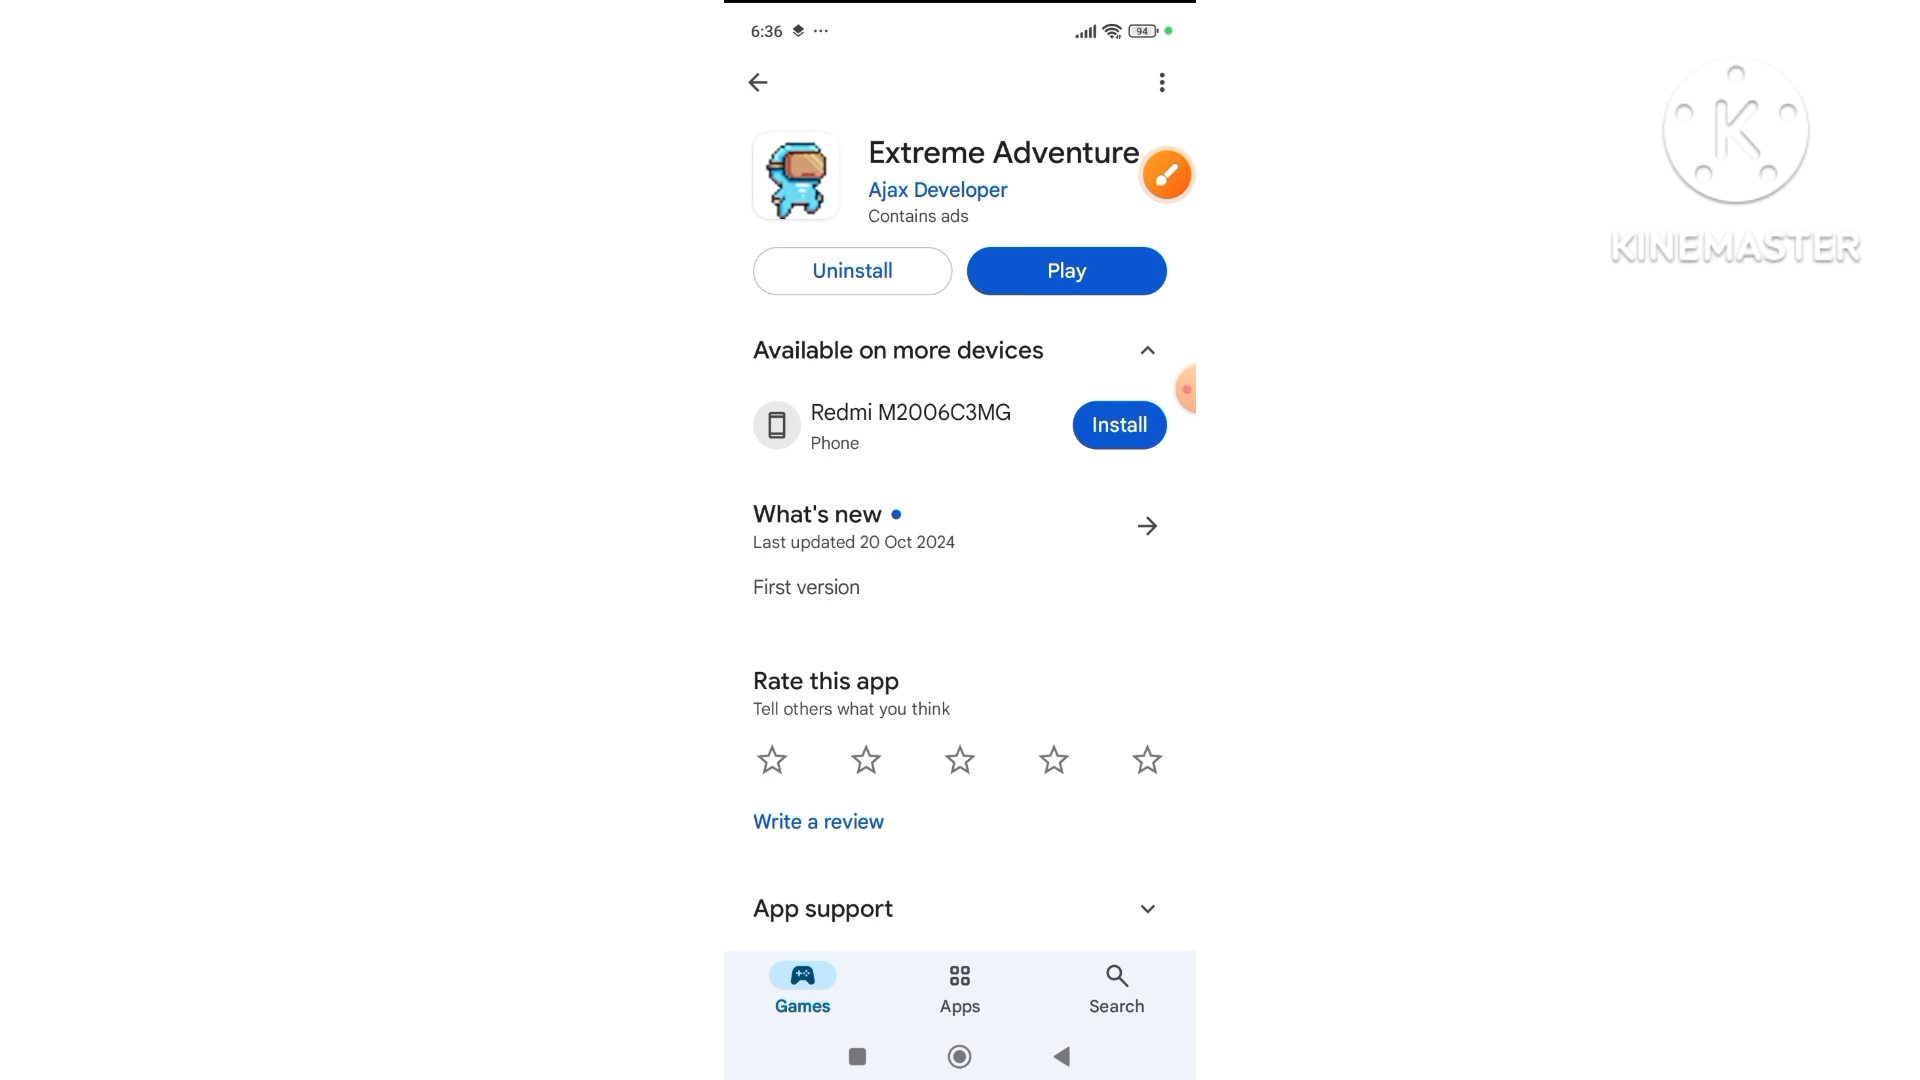 6:36
94
Extreme Adventure
Ajax Developer
Contains ads
Uninstall
Play
Available on more devices
Redmi M2006C3MG
Phone
Install
What's new
Last updated 20 Oct 2024
First version
Rate this app
Tell others what you think
Write a review
App support
Games
Apps
Search
K
KINEMASTER